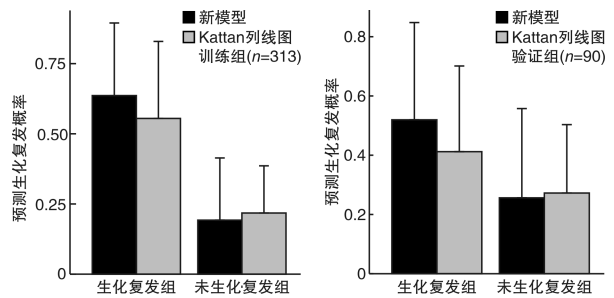 新模型
Kattan列线图
训练组(n=313)
预测生化复发概率
0.75
0.50
0.25
0
生化复发组
未生化复发组
新模型
Kattan列线图
验证组(n=90)
预测生化复发概率
0.8
0.6
0.4
0.2
0
生化复发组
未生化复发组